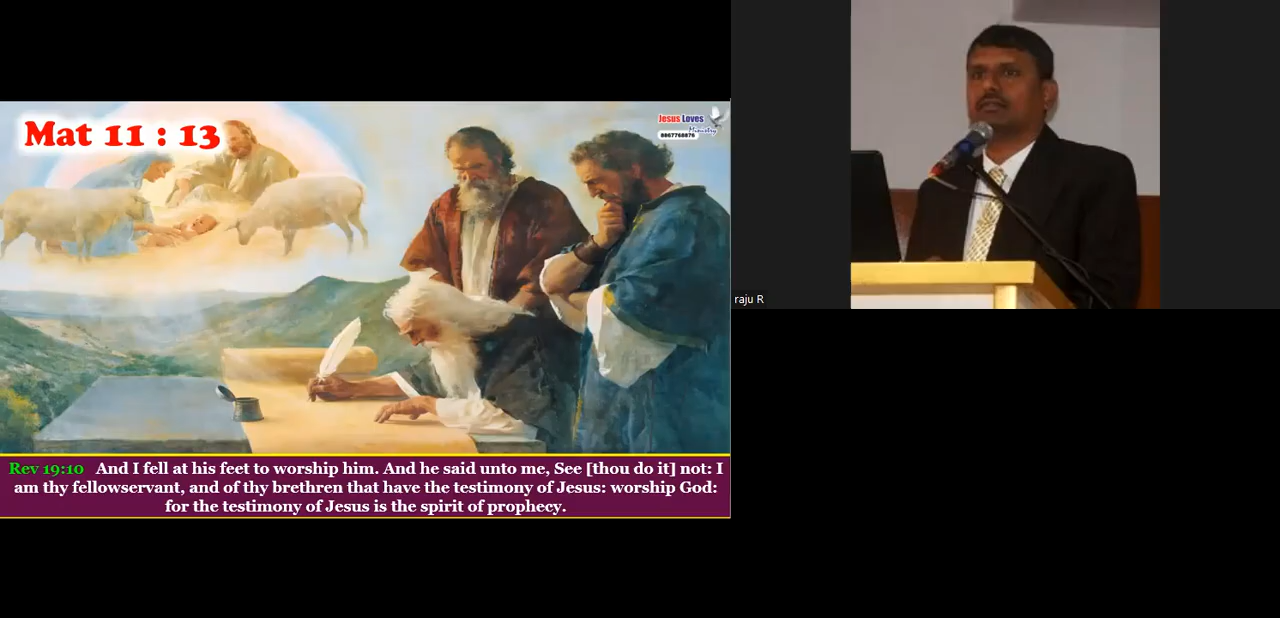 Mat 11 : 13
Jesus Loves
Ministry
8867768876
raju R
Rev 19:10 And I fell at his feet to worship him. And he said unto me, See [thou do it] not: I
am thy fellowservant, and of thy brethren that have the testimony of Jesus: worship God:
for the testimony of Jesus is the spirit of prophecy.